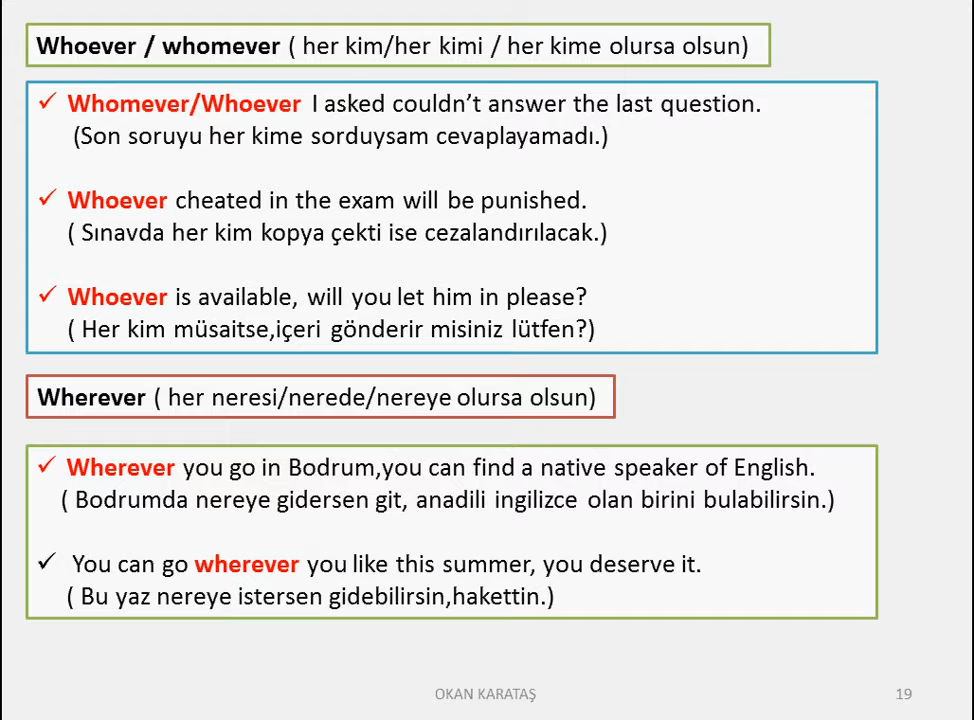 Whoever / whomever ( her kim/her kimi / her kime olursa olsun)
✓ Whomever/Whoever I asked couldn't answer the last question.
(Son soruyu her kime sorduysam cevaplayamadı.)
✓ Whoever cheated in the exam will be punished.
( Sınavda her kim kopya çekti ise cezalandırılacak.)
✓ Whoever is available, will you let him in please?
( Her kim müsaitse,içeri gönderir misiniz lütfen?)
Wherever ( her neresi/nerede/nereye olursa olsun)
✓ Wherever you go in Bodrum,you can find a native speaker of English.
( Bodrumda nereye gidersen git, anadili ingilizce olan birini bulabilirsin.)
✓ You can go wherever you like this summer, you deserve it.
( Bu yaz nereye istersen gidebilirsin,hakettin.)
OKAN KARATAŞ 19